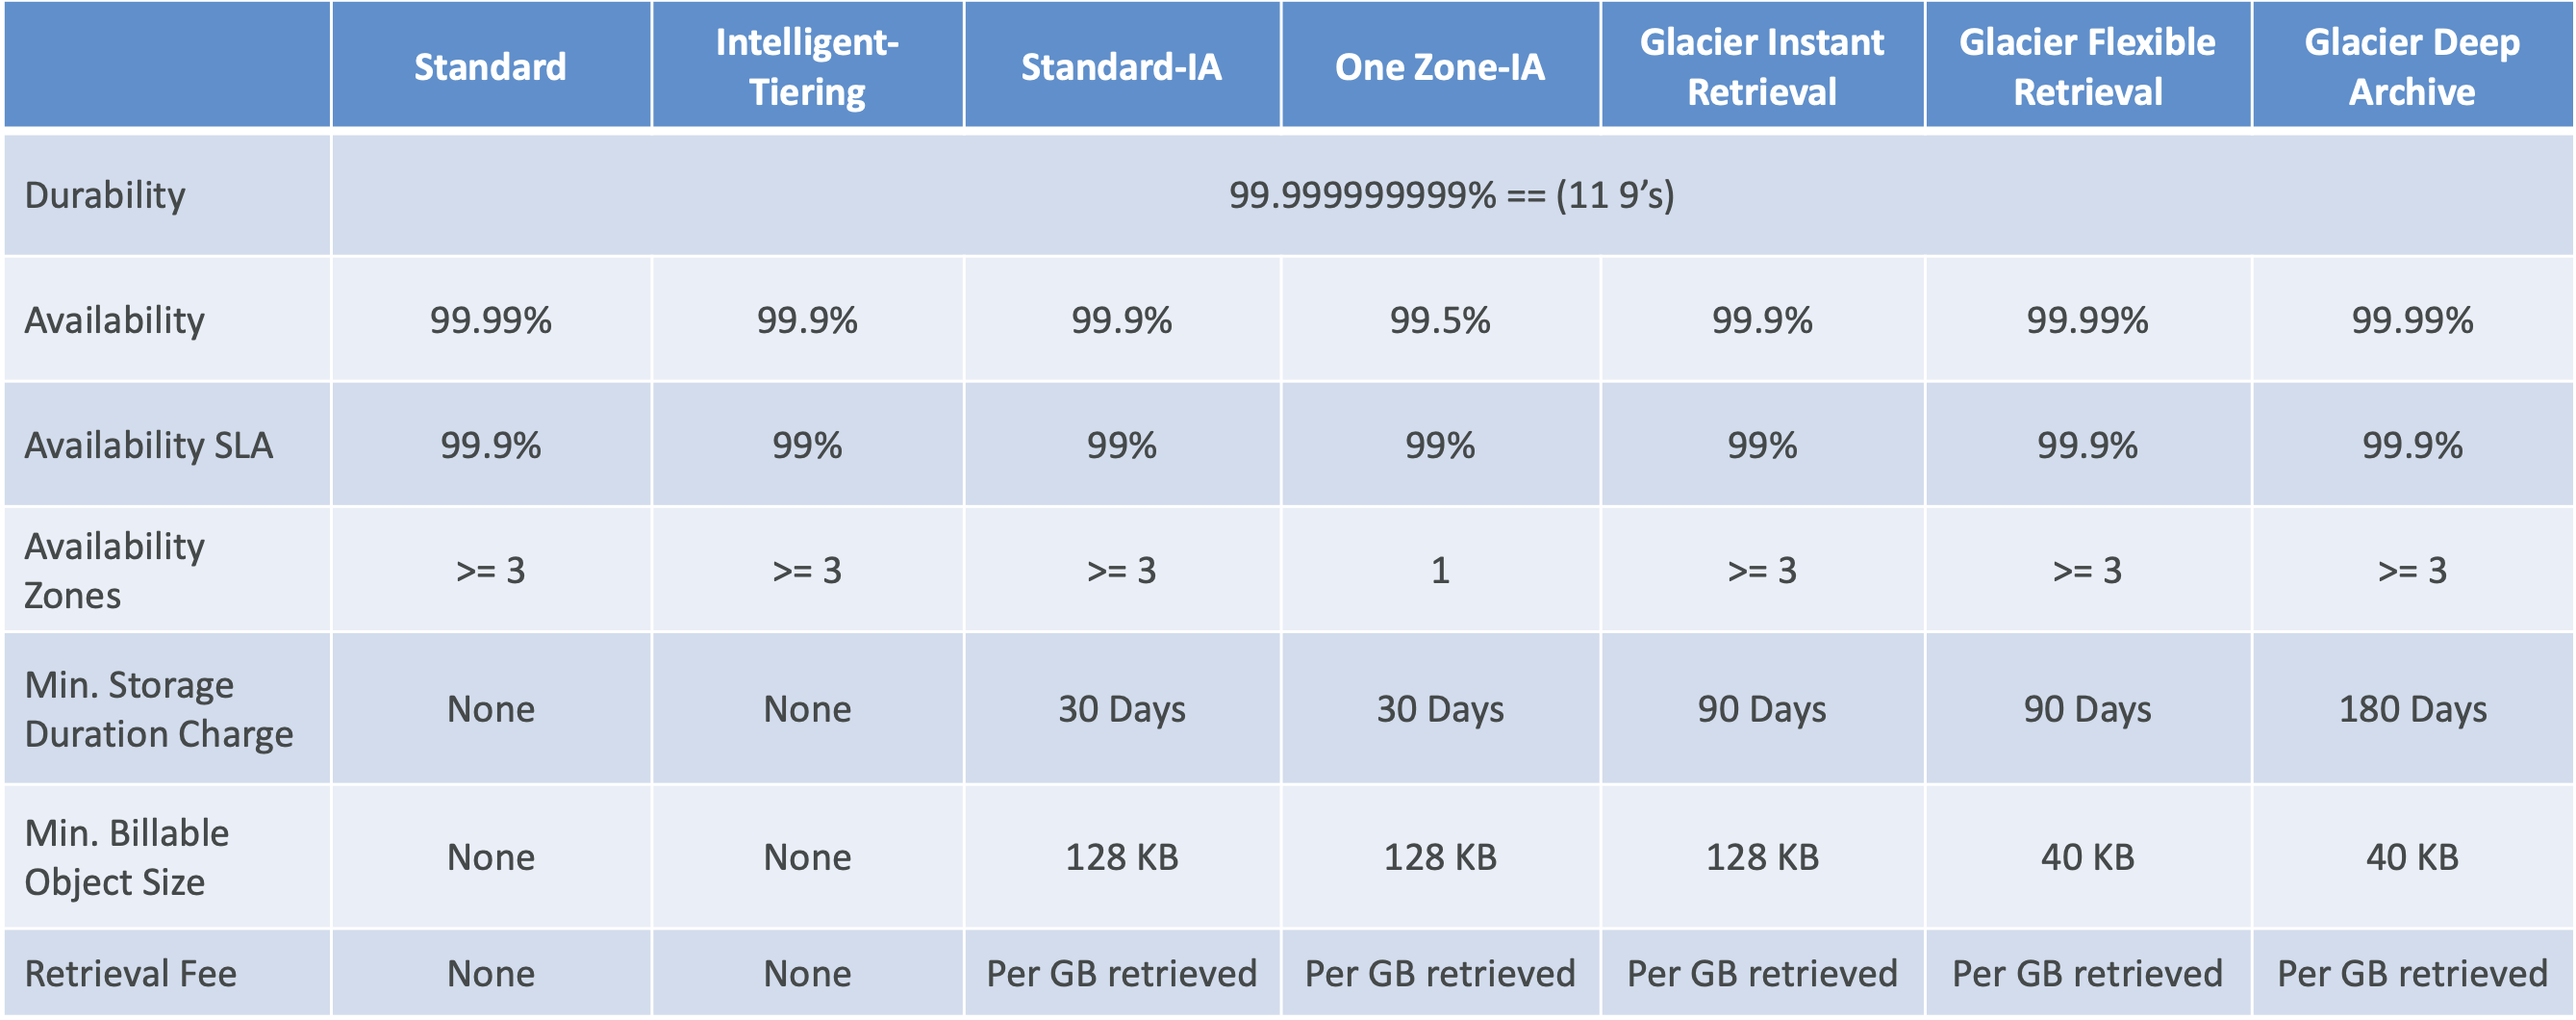 Standard
Intelligent-
Tiering
Standard-IA
One Zone-IA
Glacier Instant
Retrieval
Glacier Flexible
Retrieval
Glacier Deep
Archive
Durability
99.999999999% == (11 9’s)
Availability
99.99%
99.9%
99.9%
99.5%
99.9%
99.99%
99.99%
Availability SLA
99.9%
99%
99%
99%
99%
99.9%
99.9%
Availability
Zones
>= 3
>= 3
>= 3
1
>= 3
>= 3
>= 3
Min. Storage
Duration Charge
None
None
30 Days
30 Days
90 Days
90 Days
180 Days
Min. Billable
Object Size
None
None
128 KB
128 KB
128 KB
40 KB
40 KB
Retrieval Fee
None
None
Per GB retrieved
Per GB retrieved
Per GB retrieved
Per GB retrieved
Per GB retrieved